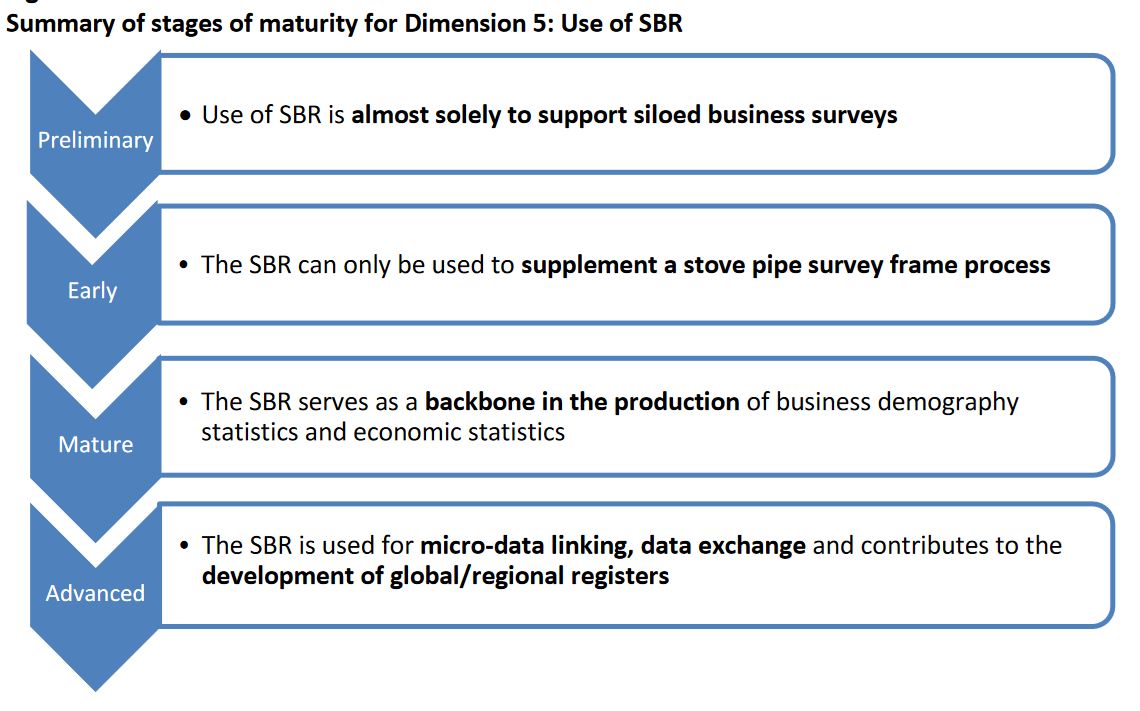 Summary of stages of maturity for Dimension 5: Use of SBR
Preliminary
• Use of SBR is almost solely to support siloed business surveys
Early
• The SBR can only be used to supplement a stove pipe survey frame process
Mature
• The SBR serves as a backbone in the production of business demography
statistics and economic statistics
Advanced
• The SBR is used for micro-data linking, data exchange and contributes to the
development of global/regional registers